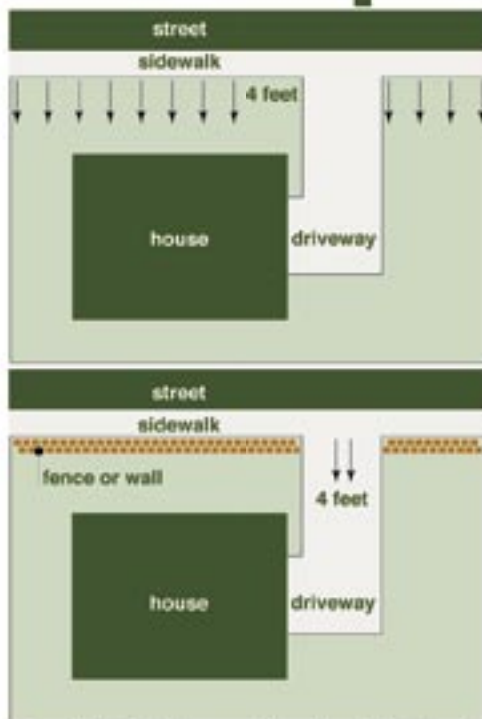 street
sidewalk
4 feet
house
driveway
street
sidewalk
fence or wall
4 feet
house
driveway